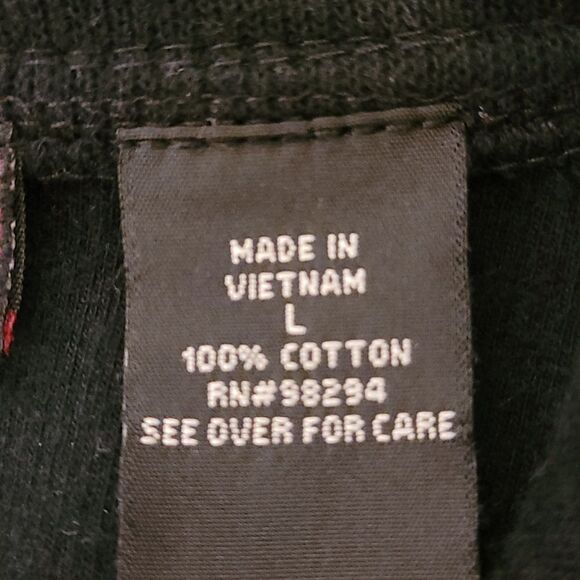 MADE IN
VIETNAM
L
100% COTTON
RN#98294
SEE OVER FOR CARE